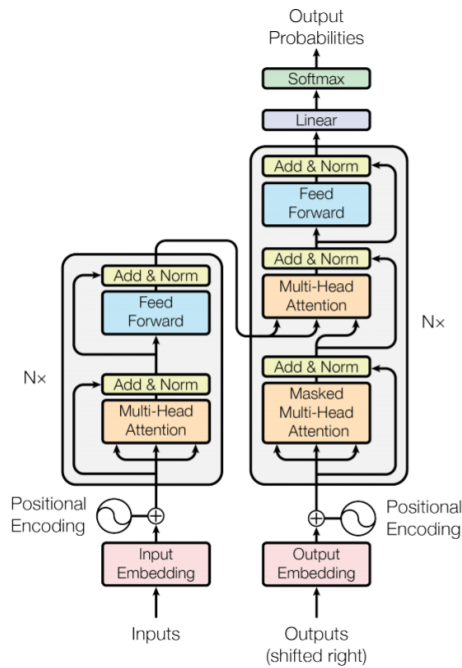 Output
Probabilities
Softmax
Linear
Add & Norm
Feed
Forward
Add & Norm
Multi-Head
Attention
Add & Norm
Masked
Multi-Head
Attention
N×
Positional
Encoding
Output
Embedding
Outputs
(shifted right)
Add & Norm
Feed
Forward
Add & Norm
Multi-Head
Attention
N×
Positional
Encoding
Input
Embedding
Inputs